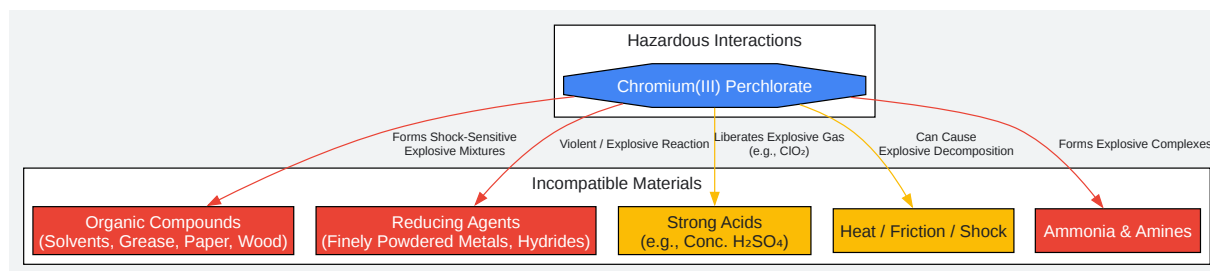 Hazardous Interactions
Chromium(III) Perchlorate
Forms Shock-Sensitive
Explosive Mixtures
Violent / Explosive Reaction
Liberates Explosive Gas
(e.g., ClO₂)
Can Cause
Explosive Decomposition
Forms Explosive Complexes
Incompatible Materials
Organic Compounds
(Solvents, Grease, Paper, Wood)
Reducing Agents
(Finely Powdered Metals, Hydrides)
Strong Acids
(e.g., Conc. H₂SO₄)
Heat / Friction / Shock
Ammonia & Amines